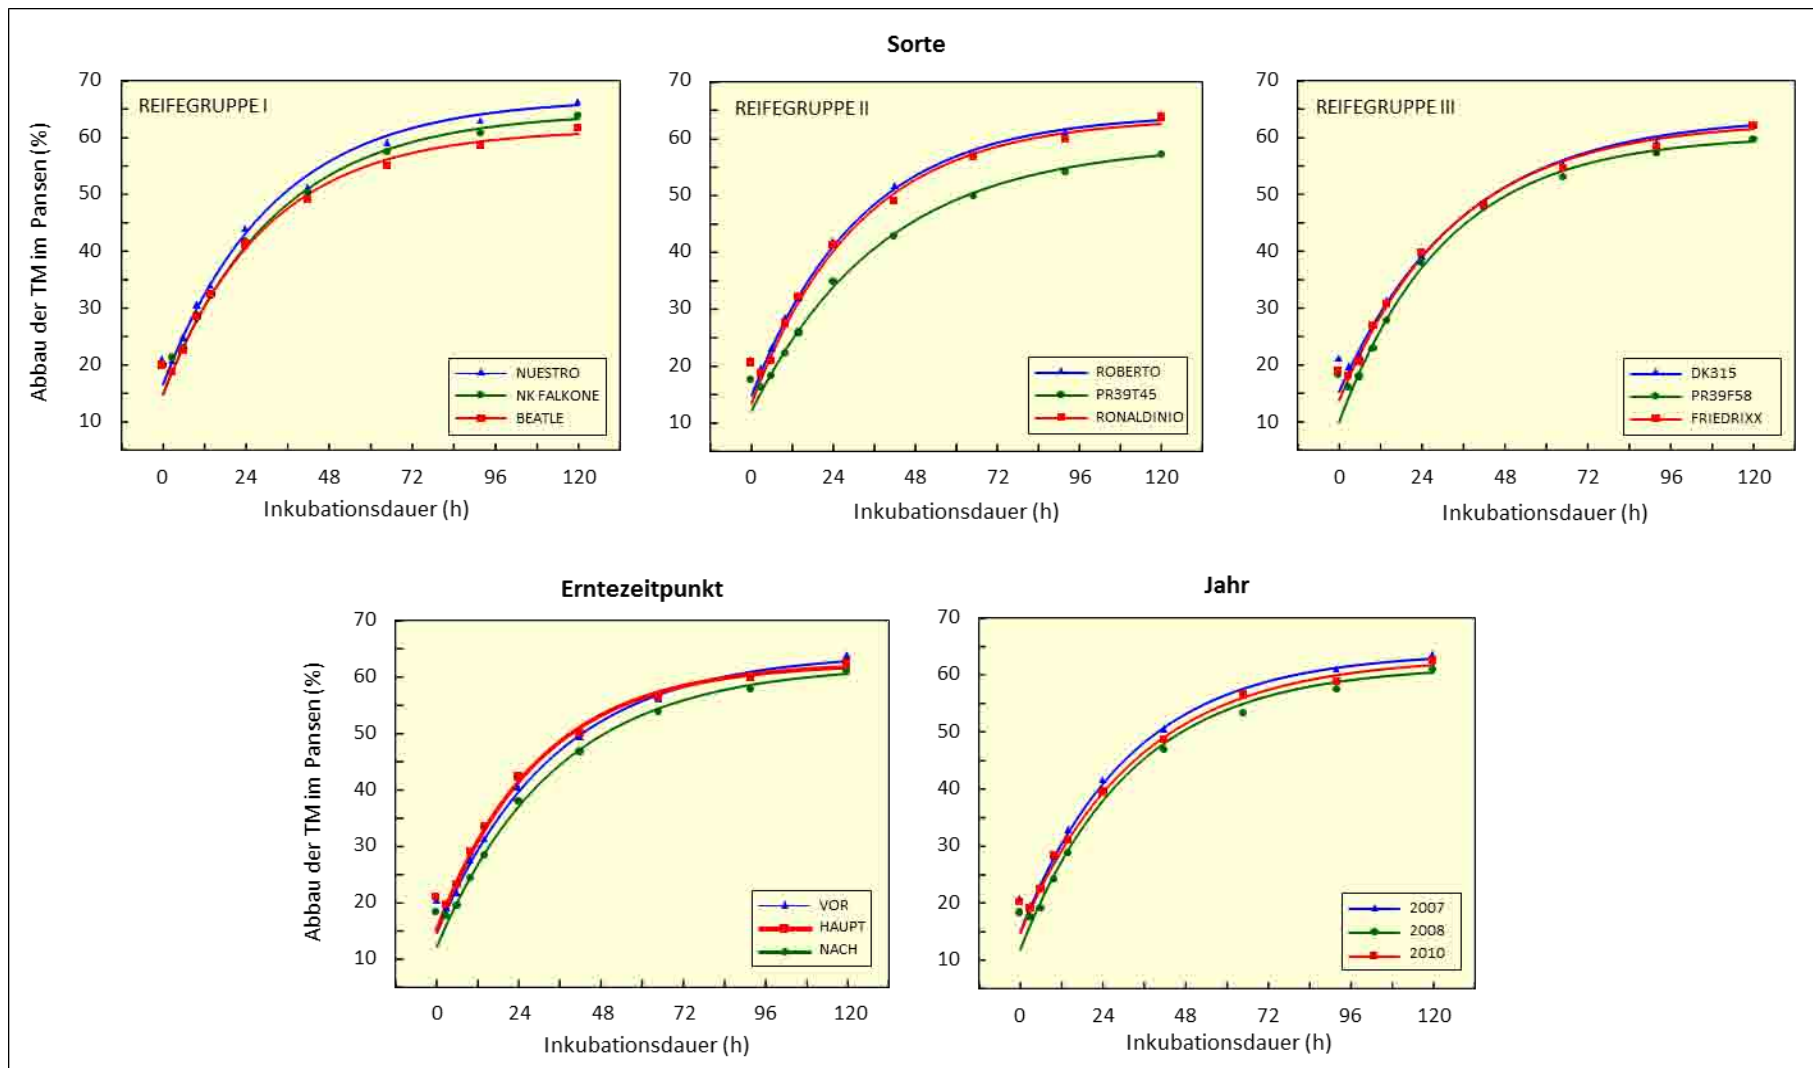 Sorte
Abbau der TM im Pansen (%)
70
60
50
40
30
20
10
REIFEGRUPPE I
NUESTRO
NK FALKONE
BEATLE
0 24 48 72 96 120
Inkubationsdauer (h)
70
60
50
40
30
20
10
REIFEGRUPPE II
ROBERTO
PR39T45
RONALDINIO
0 24 48 72 96 120
Inkubationsdauer (h)
70
60
50
40
30
20
10
REIFEGRUPPE III
DK315
PR39F58
FRIEDRIXX
0 24 48 72 96 120
Inkubationsdauer (h)
Erntezeitpunkt
Abbau der TM im Pansen (%)
70
60
50
40
30
20
10
VOR
HAUPT
NACH
0 24 48 72 96 120
Inkubationsdauer (h)
Jahr
70
60
50
40
30
20
10
2007
2008
2010
0 24 48 72 96 120
Inkubationsdauer (h)